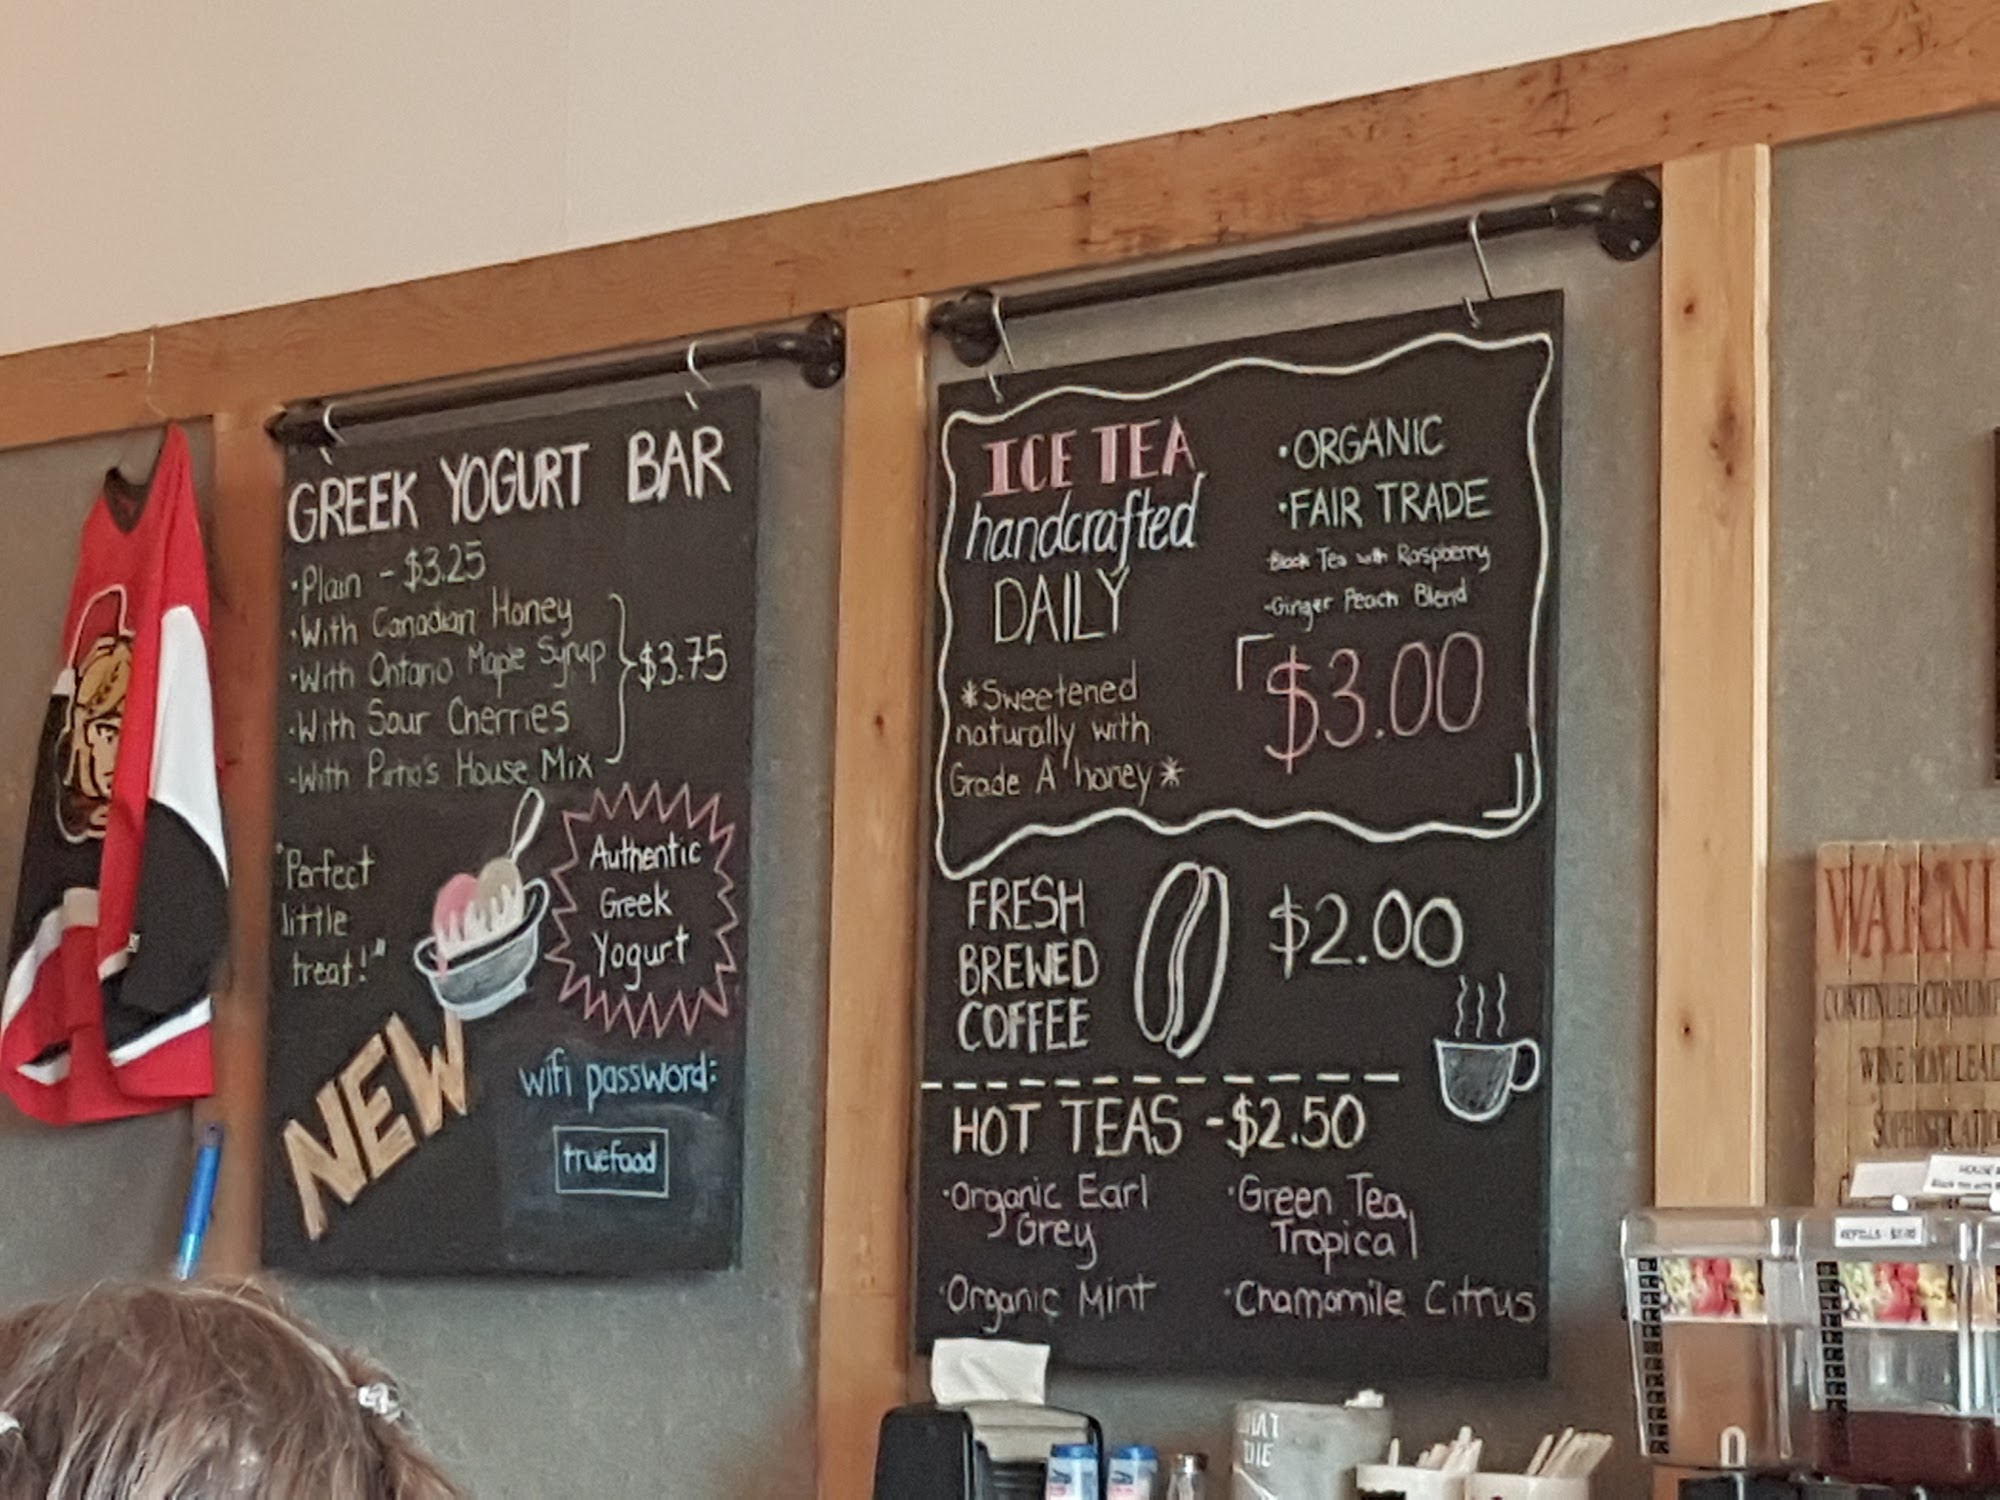 GREEK YOGURT BAR
•Plain - $3.25
•With Canadian Honey
•With Ontario Maple Syrup
$3.75
•With Sour Cherries
-With House Mix
"Perfect
little
treat!"
Authentic
Greek
Yogurt
NEW
wifi password:
truefood
ICE TEA
handcrafted
DAILY
*Sweetened
naturally with
Grade A honey*
•ORGANIC
•FAIR TRADE
-Black Tea with Raspberry
-Ginger Peach Blend
$3.00
FRESH
BREWED
COFFEE
$2.00
HOT TEAS -$2.50
•Organic Earl
Grey
•Organic Mint
•Green Tea
Tropical
•Chamomile Citrus
WARNI
CONTINUED CONSUMP
WINE MAY LEAD
SOPHISTICATIO
REFILLS
THE